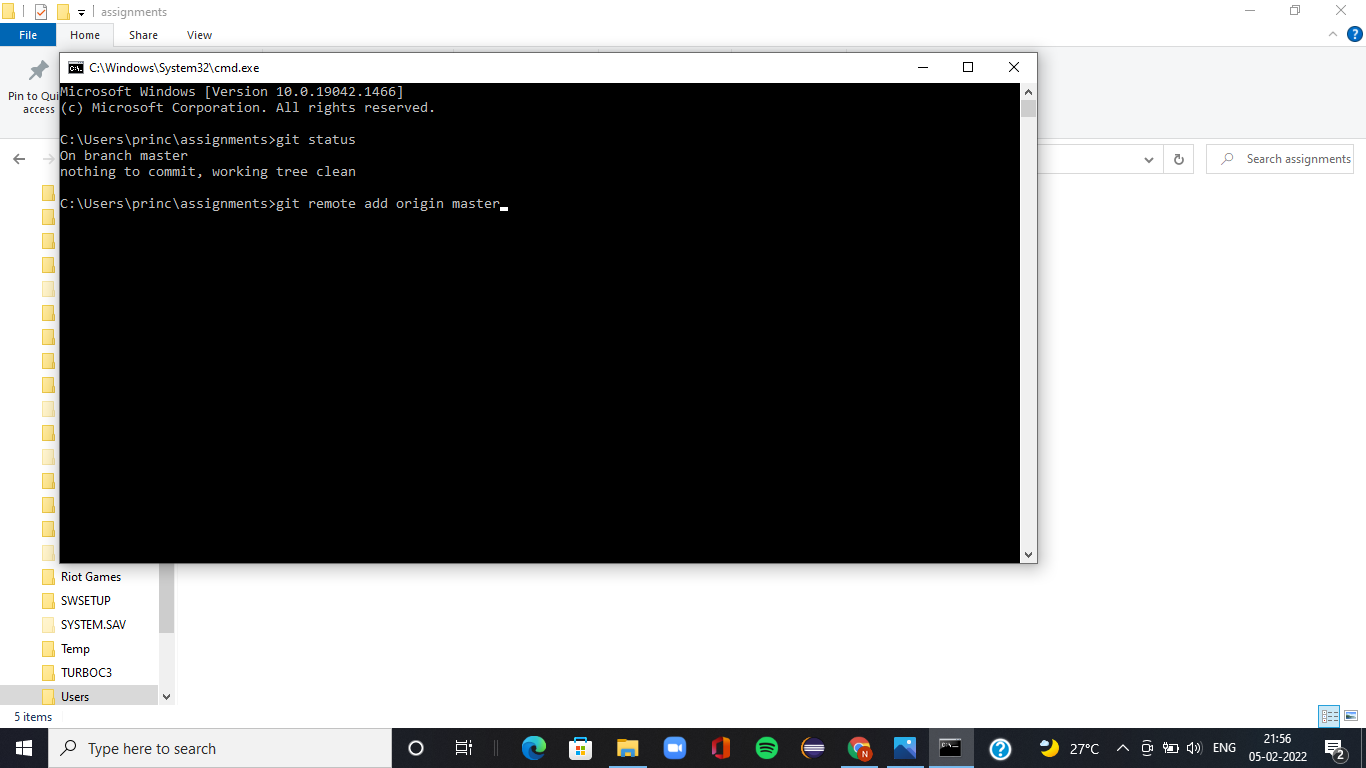 assignments
File Home Share View
C:\Windows\System32\cmd.exe
Pin to Qui
access
Microsoft Windows [Version 10.0.19042.1466]
(c) Microsoft Corporation. All rights reserved.
C:\Users\princ\assignments>git status
On branch master
nothing to commit, working tree clean
C:\Users\princ\assignments>git remote add origin master
Search assignments
Riot Games
SWSETUP
SYSTEM.SAV
Temp
TURBOC3
Users
5 items
Type here to search
27°C
ENG
21:56
05-02-2022
2